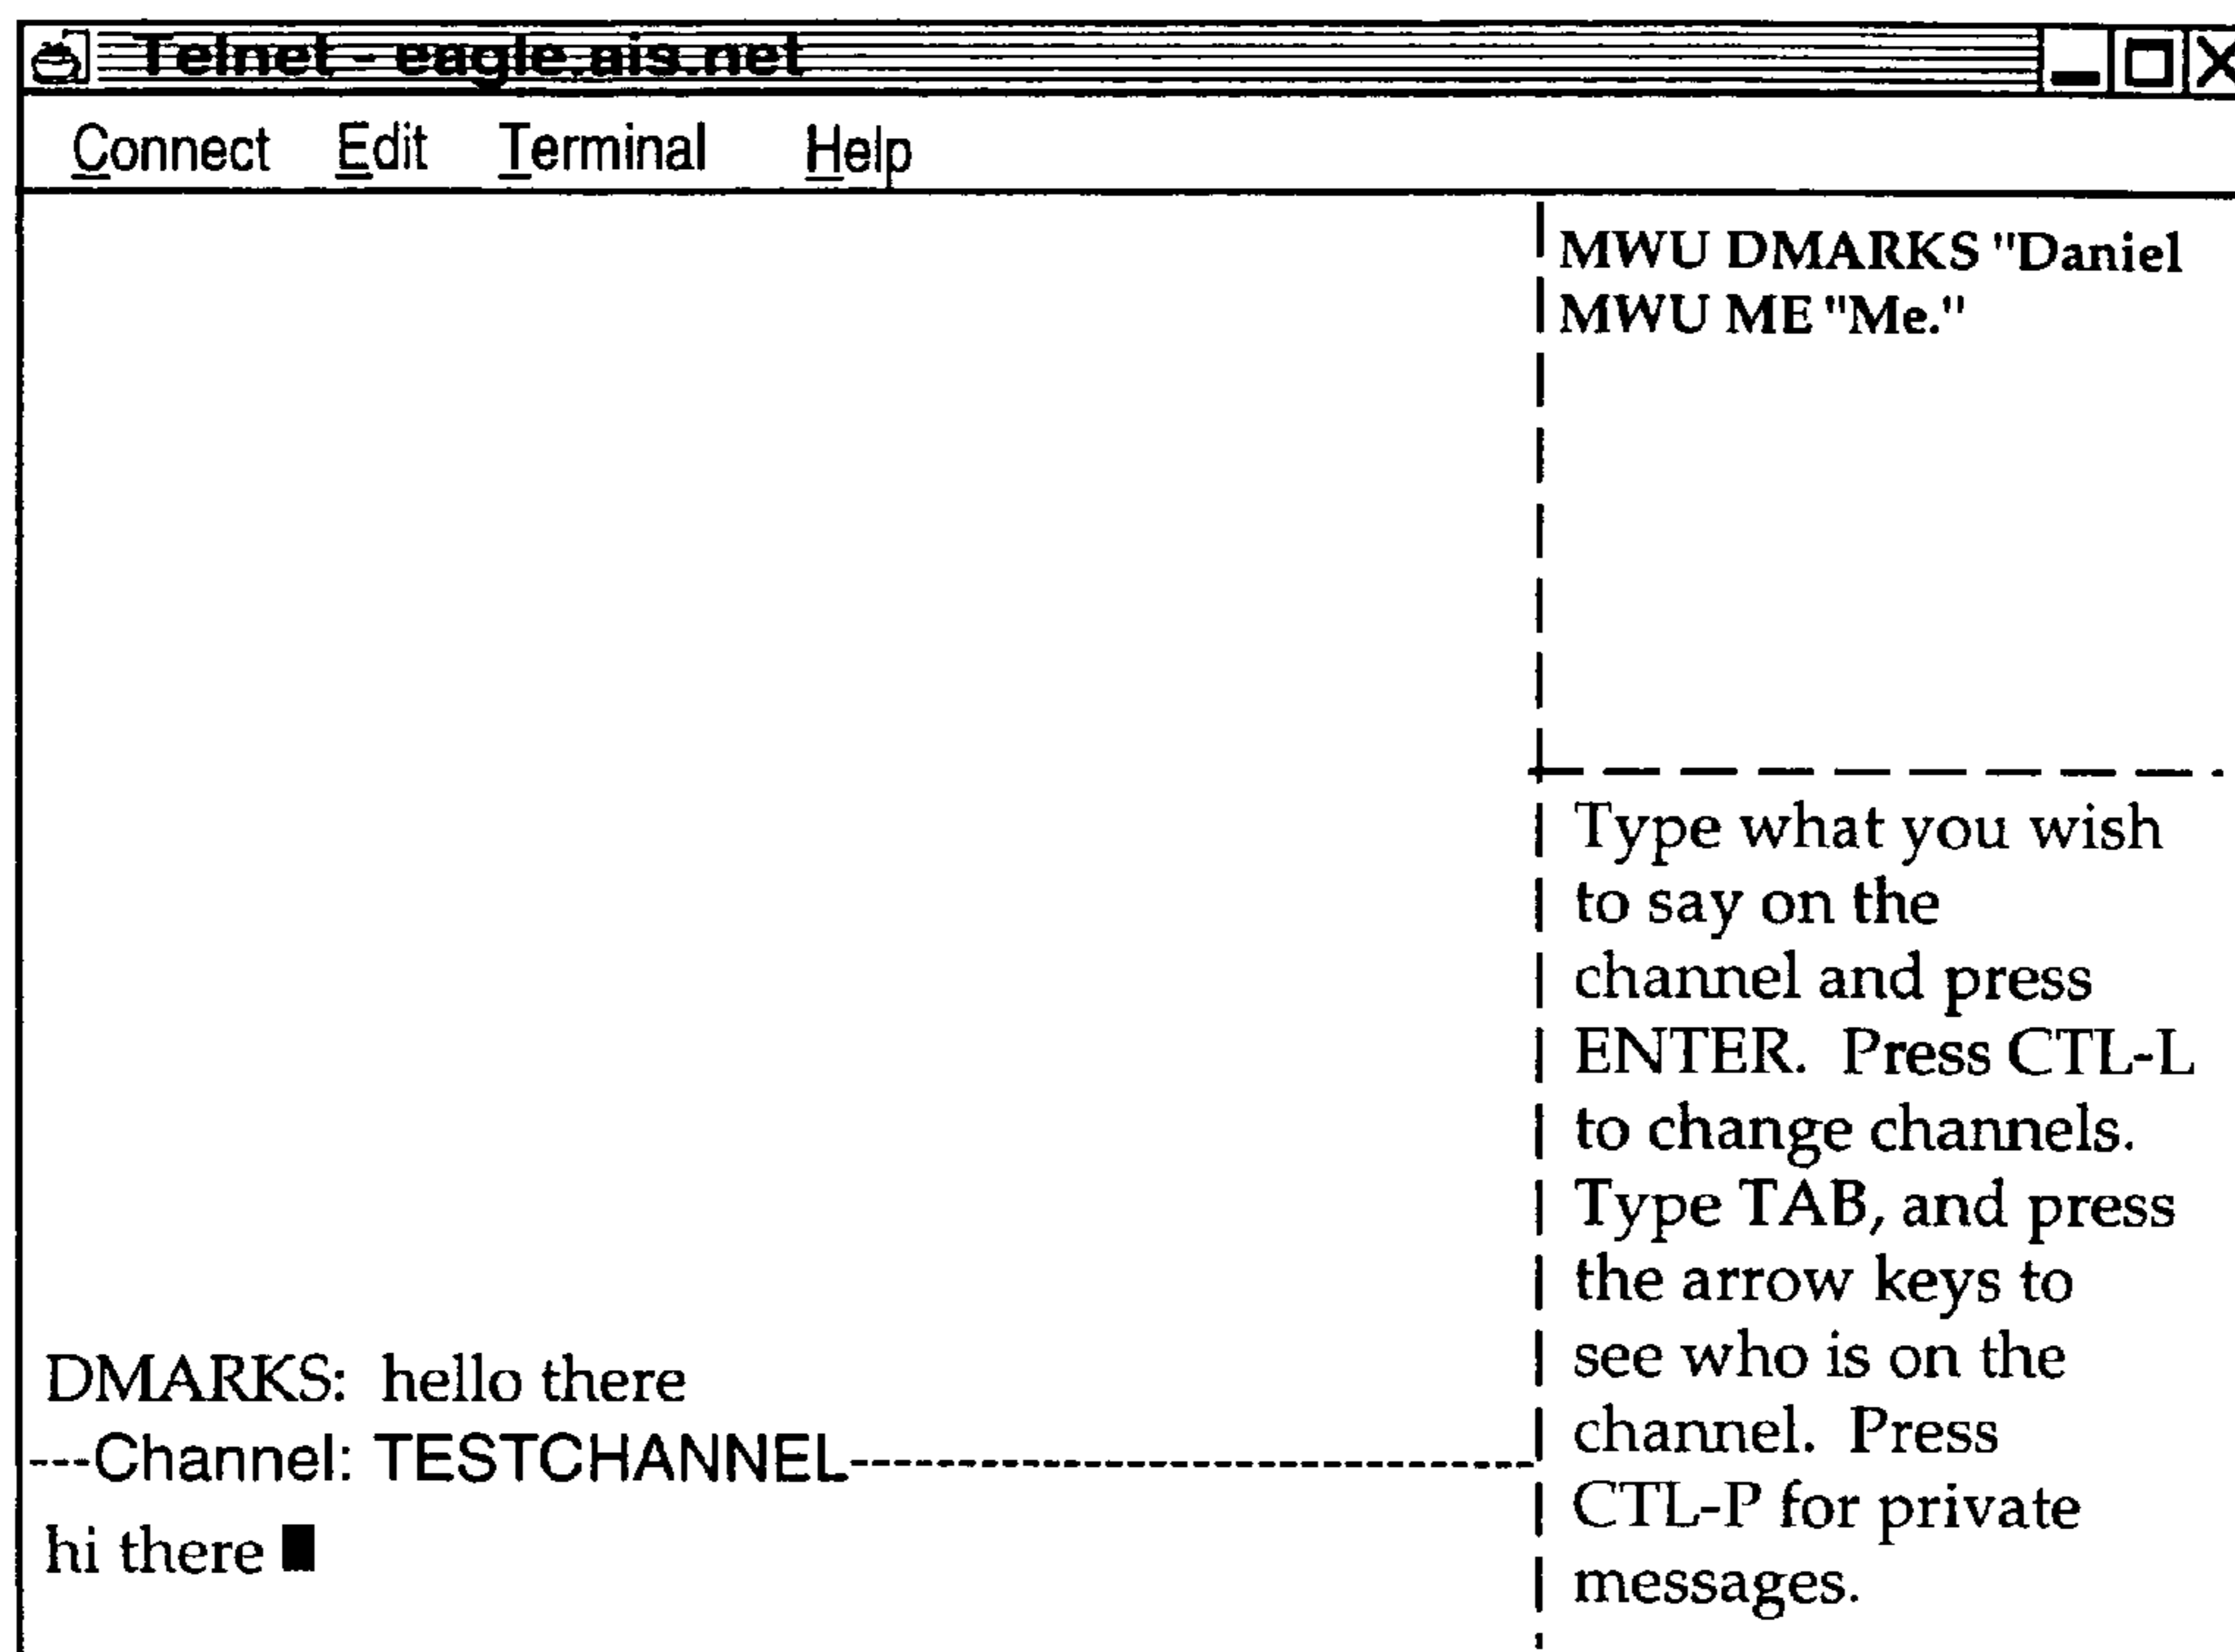 Telnet - eagle.ais.net
Connect Edit Terminal Help
MWU DMARKS "Daniel
MWU ME "Me."
Type what you wish
to say on the
channel and press
ENTER. Press CTL-L
to change channels.
Type TAB, and press
the arrow keys to
see who is on the
channel. Press
CTL-P for private
messages.
DMARKS: hello there
---Channel: TESTCHANNEL------------------------------------
hi there